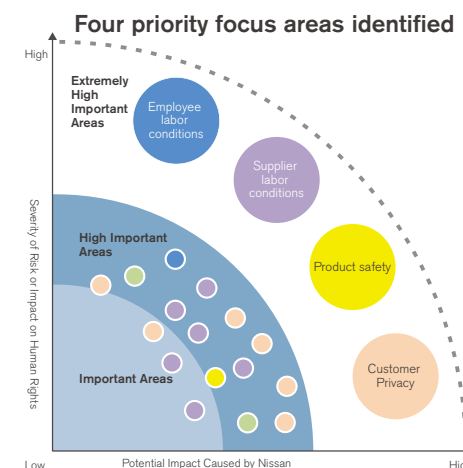 Four priority focus areas identified
High
Extremely
High
Important
Areas
Employee
labor
conditions
Supplier
labor
conditions
Severity of Risk or Impact on Human Rights
High Important
Areas
Product safety
Customer
Privacy
Important Areas
Low
Potential Impact Caused by Nissan